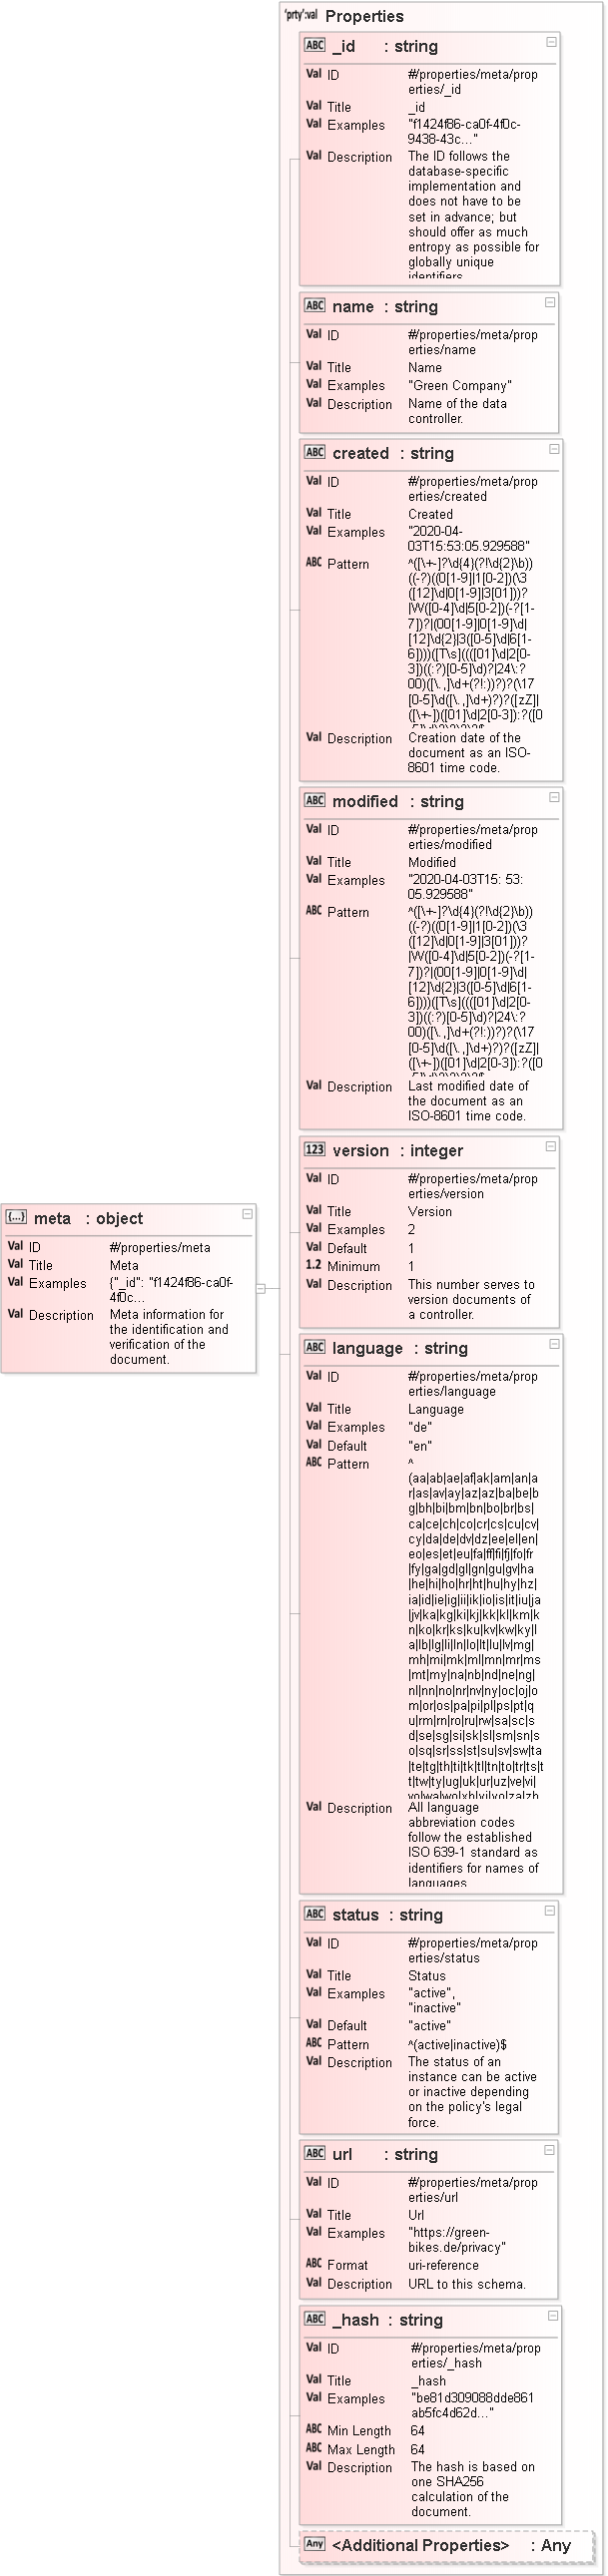 'prty':val Properties
ABC _id : string
Val ID #/properties/meta/prop
erties/_id
Val Title _id
Val Examples "f1424f86-ca0f-4f0c-
9438-43c..."
Val Description The ID follows the
database-specific
implementation and
does not have to be
set in advance; but
should offer as much
entropy as possible for
globally unique
identifiers
ABC name : string
Val ID #/properties/meta/prop
erties/name
Val Title Name
Val Examples "Green Company"
Val Description Name of the data
controller.
ABC created : string
Val ID #/properties/meta/prop
erties/created
Val Title Created
Val Examples "2020-04-
03T15:53:05.929588"
ABC Pattern ^([\+-]?\d{4}(?!\d{2}\b))
((-?)((0[1-9]|1[0-2])(\3
([12]\d|0[1-9]|3[01]))?
|W([0-4]\d|5[0-2])(-?[1-
7])?|(00[1-9]|0[1-9]\d|
[12]\d{2}|3([0-5]\d|6[1-
6])))([T\s]((([01]\d|2[0-
3])((:?)[0-5]\d)?|24\:?
00)([\.,]\d+(?!:))?)?(\17
[0-5]\d([\.,]\d+)?)?([zZ]|
([\+-])([01]\d|2[0-3]):?([0
Val Description Creation date of the
document as an ISO-
8601 time code.
ABC modified : string
Val ID #/properties/meta/prop
erties/modified
Val Title Modified
Val Examples "2020-04-03T15: 53:
05.929588"
ABC Pattern ^([\+-]?\d{4}(?!\d{2}\b))
((-?)((0[1-9]|1[0-2])(\3
([12]\d|0[1-9]|3[01]))?
|W([0-4]\d|5[0-2])(-?[1-
7])?|(00[1-9]|0[1-9]\d|
[12]\d{2}|3([0-5]\d|6[1-
6])))([T\s]((([01]\d|2[0-
3])((:?)[0-5]\d)?|24\:?
00)([\.,]\d+(?!:))?)?(\17
[0-5]\d([\.,]\d+)?)?([zZ]|
([\+-])([01]\d|2[0-3]):?([0
Val Description Last modified date of
the document as an
ISO-8601 time code.
123 version : integer
Val ID #/properties/meta/prop
erties/version
Val Title Version
Val Examples 2
Val Default 1
1.2 Minimum 1
Val Description This number serves to
version documents of
a controller.
{...} meta : object
Val ID #/properties/meta
Val Title Meta
Val Examples {"_id": "f1424f86-ca0f-
4f0c...
Val Description Meta information for
the identification and
verification of the
document.
ABC language : string
Val ID #/properties/meta/prop
erties/language
Val Title Language
Val Examples "de"
Val Default "en"
ABC Pattern ^
(aa|ab|ae|af|ak|am|an|a
r|as|av|ay|az|az|ba|be|b
g|bh|bi|bm|bn|bo|br|bs|
ca|ce|ch|co|cr|cs|cu|cv|
cy|da|de|dv|dz|ee|el|en|
eo|es|et|eu|fa|ff|fi|fj|fo|fr
|fy|ga|gd|gl|gn|gu|gv|ha
|he|hi|ho|hr|ht|hu|hy|hz|
ia|id|ie|ig|ii|ik|io|is|it|iu|ja
|jv|ka|kg|ki|kj|kk|kl|km|k
n|ko|kr|ks|ku|kv|kw|ky|l
a|lb|lg|li|ln|lo|lt|lu|lv|mg|
mh|mi|mk|ml|mn|mr|ms
|mt|my|na|nb|nd|ne|ng|
nl|nn|no|nr|nv|ny|oc|oj|o
m|or|os|pa|pi|pl|ps|pt|q
u|rm|rn|ro|ru|rw|sa|sc|s
d|se|sg|si|sk|sl|sm|sn|s
o|sq|sr|ss|st|su|sv|sw|ta
|te|tg|th|ti|tk|tl|tn|to|tr|ts|t
t|tw|ty|ug|uk|ur|uz|ve|vi|
vo|wa|wo|xh|yi|yo|za|zh
Val Description All language
abbreviation codes
follow the established
ISO 639-1 standard as
identifiers for names of
languages
ABC status : string
Val ID #/properties/meta/prop
erties/status
Val Title Status
Val Examples "active",
"inactive"
Val Default "active"
ABC Pattern ^(active|inactive)$
Val Description The status of an
instance can be active
or inactive depending
on the policy's legal
force.
ABC url : string
Val ID #/properties/meta/prop
erties/url
Val Title Url
Val Examples "https://green-
bikes.de/privacy"
ABC Format uri-reference
Val Description URL to this schema.
ABC _hash : string
Val ID #/properties/meta/prop
erties/_hash
Val Title _hash
Val Examples "be81d309088dde861
ab5fc4d62d..."
ABC Min Length 64
ABC Max Length 64
Val Description The hash is based on
one SHA256
calculation of the
document.
Any <Additional Properties> : Any